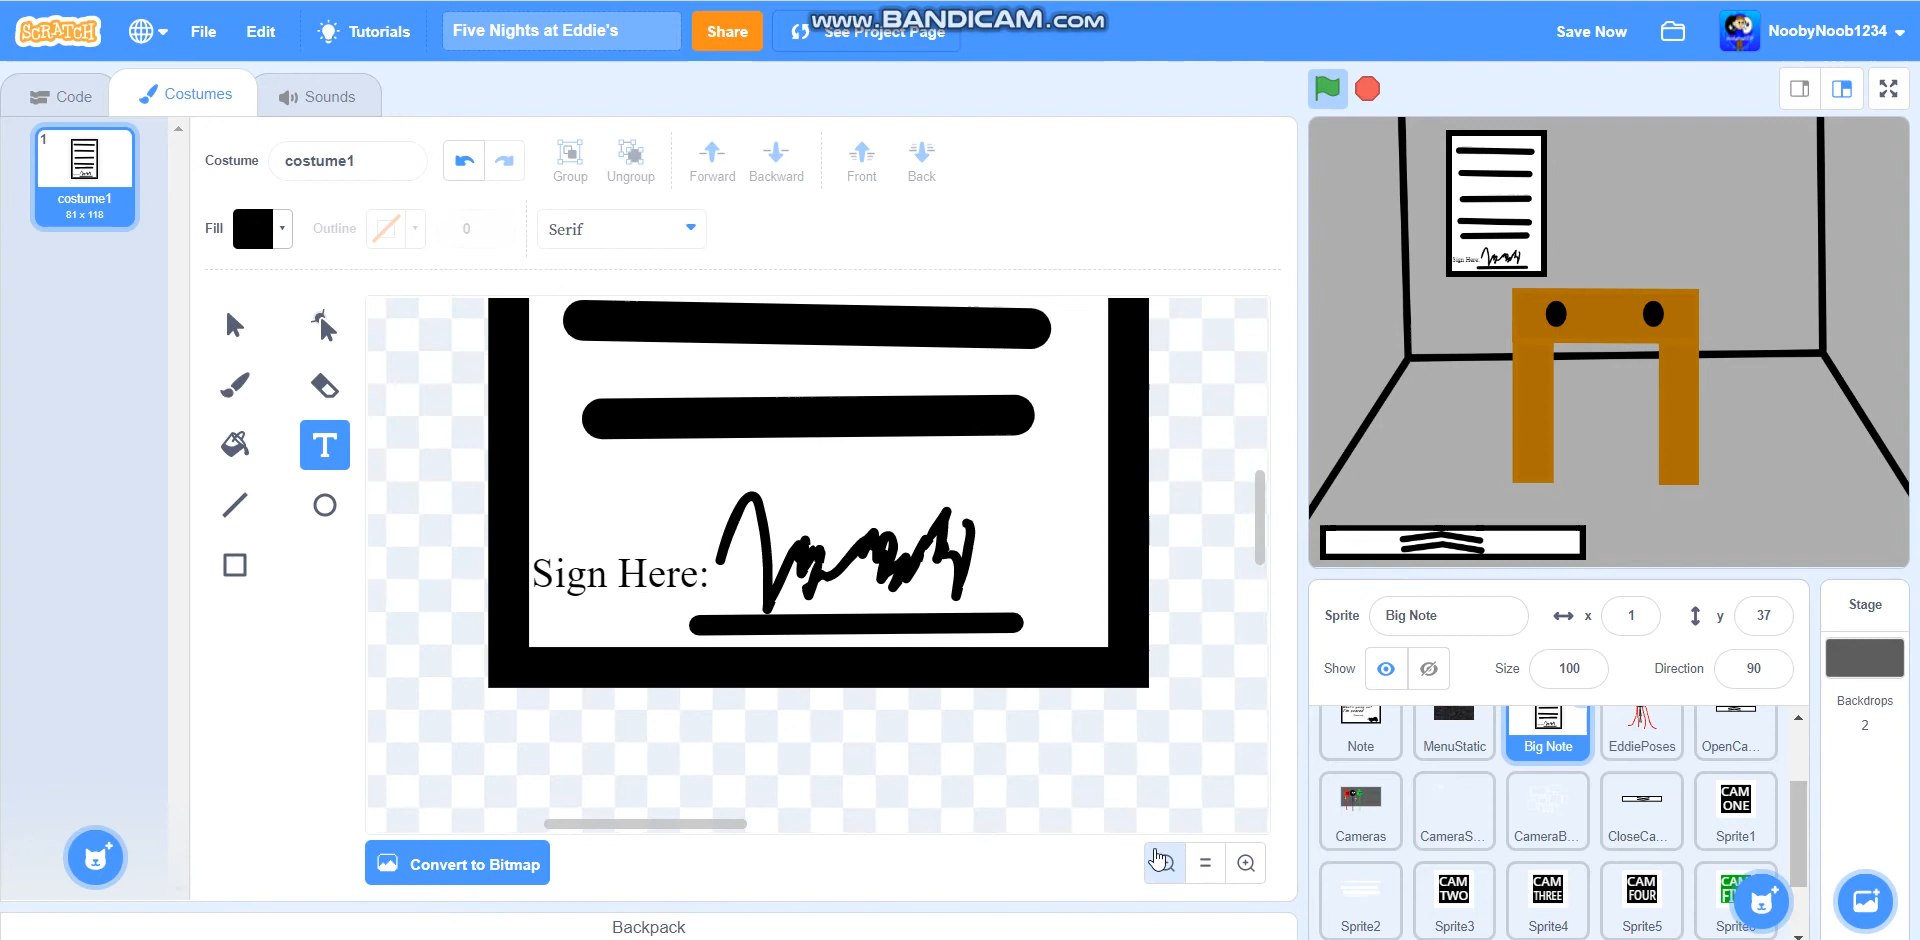 SCRATCH File Edit Tutorials Five Nights at Eddie's Share See Project Page Save Now NoobyNoob1234
www.BANDICAM.com
Code Costumes Sounds
1
costume1
81 x 118
Costume costume1 Group Ungroup Forward Backward Front Back
Fill Outline 0 Serif
T
Sign Here:
Convert to Bitmap
Backpack
Sign Here:
Sprite Big Note x 1 y 37
Show Size 100 Direction 90
Stage
Backdrops
2
Note MenuStatic Big Note EddiePoses OpenCa...
CAM
ONE
Cameras CameraS... CameraB... CloseCa... Sprite1
CAM
TWO
CAM
THREE
CAM
FOUR
Sprite2 Sprite3 Sprite4 Sprite5